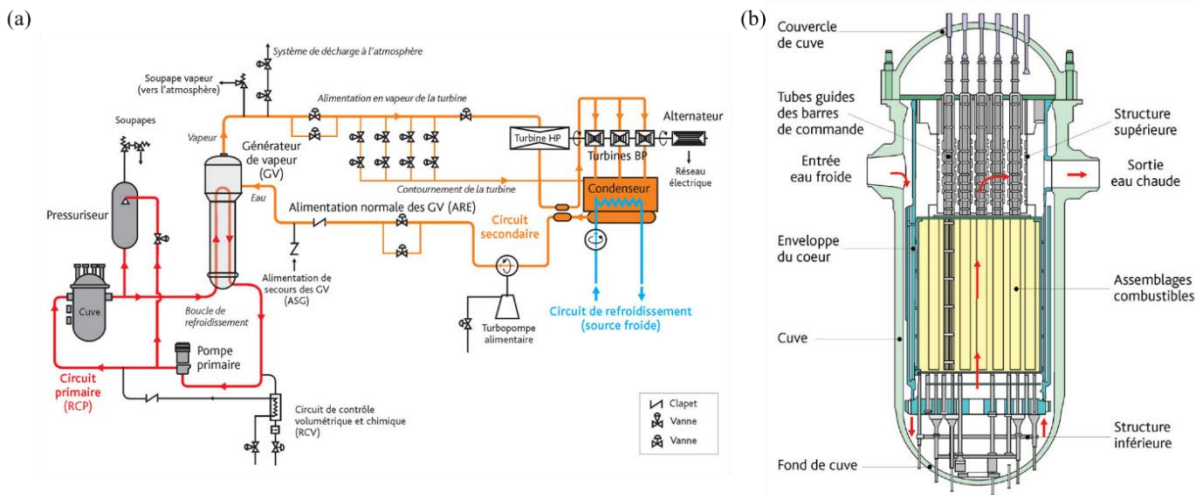 (a)
Système de décharge à l'atmosphère
Soupape vapeur
(vers l'atmosphère)
Alimentation en vapeur de la turbine
Soupapes
Vapeur
Générateur
de vapeur
(GV)
Turbine HP
Turbines BP
Alternateur
Réseau
électrique
Contournement de la turbine
Condenseur
Eau
Alimentation normale des GV (ARE)
Circuit
secondaire
Pressuriseur
Alimentation de
secours des GV
(ASG)
Cuve
Boucle de
refroidissement
Turbopompe
alimentaire
Circuit de refroidissement
(source froide)
Pompe
primaire
Circuit
primaire
(RCP)
Circuit de contrôle
volumétrique et chimique
(RCV)
Clapet
Vanne
Vanne
(b)
Couvercle
de cuve
Tubes guides
des barres
de commande
Structure
supérieure
Entrée
eau froide
Sortie
eau chaude
Enveloppe
du coeur
Assemblages
combustibles
Cuve
Structure
inférieure
Fond de cuve